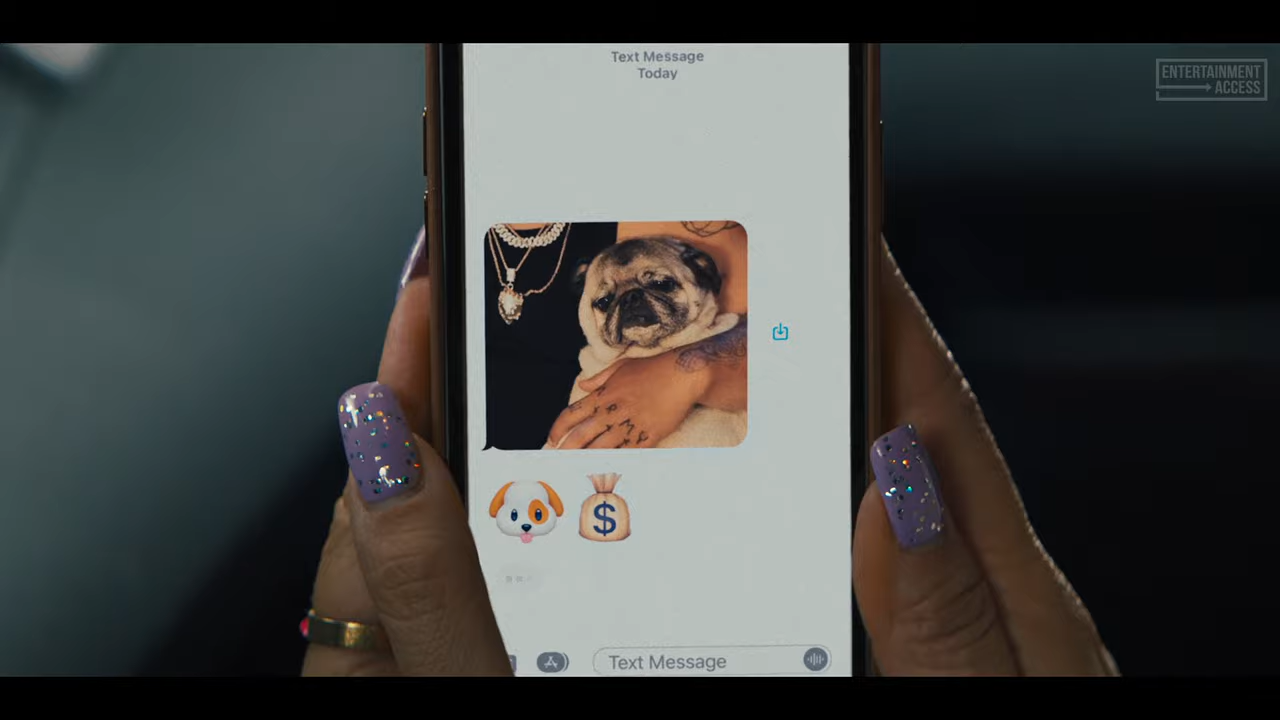 Text Message
Today
ENTERTAINMENT
ACCESS
$
Text Message